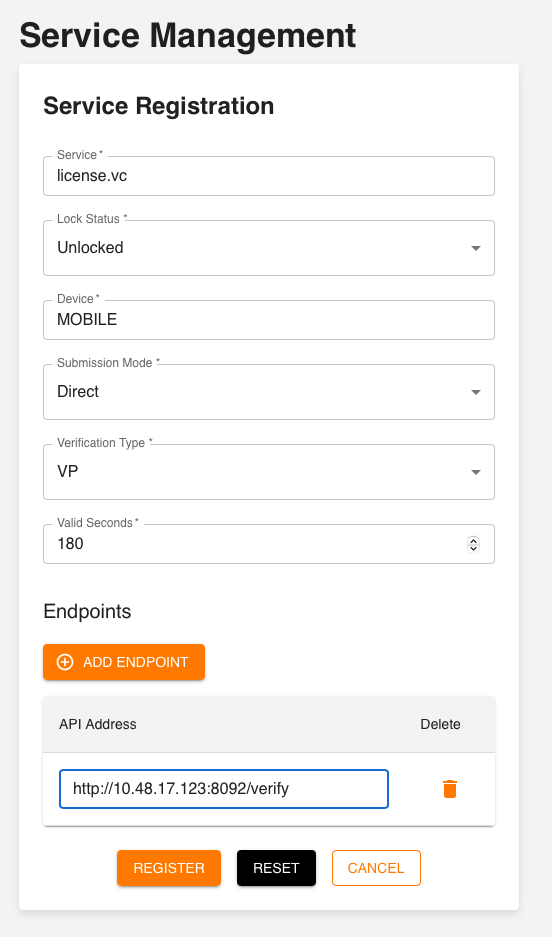 Service Management
Service Registration
Service *
license.vc
Lock Status *
Unlocked
Device *
MOBILE
Submission Mode *
Direct
Verification Type *
VP
Valid Seconds *
180
Endpoints
ADD ENDPOINT
API Address Delete
http://10.48.17.123:8092/verify
REGISTER RESET CANCEL